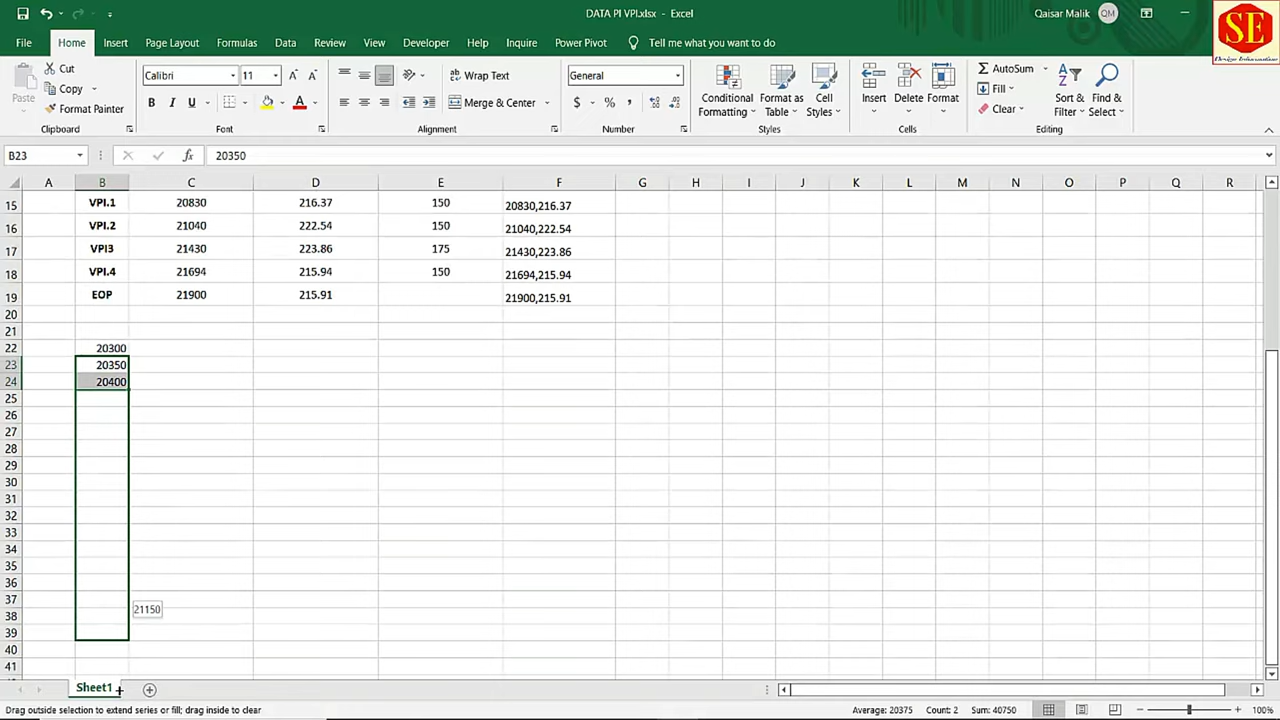 DATA PI VPI.xlsx - Excel
Qaisar Malik QM
SE
Design Information
File Home Insert Page Layout Formulas Data Review View Developer Help Inquire Power Pivot Tell me what you want to do
Paste
Cut
Copy
Format Painter
Clipboard
Calibri 11
B I U
Font
Wrap Text
Merge & Center
Alignment
General
$ % ,
Number
Conditional Formatting
Format as Table
Cell Styles
Styles
Insert
Delete
Format
Cells
AutoSum
Fill
Clear
Sort & Filter
Find & Select
Editing
B23 fx 20350
A B C D E F G H I J K L M N O P Q R
15 VPI.1 20830 216.37 150 20830,216.37
16 VPI.2 21040 222.54 150 21040,222.54
17 VPI3 21430 223.86 175 21430,223.86
18 VPI.4 21694 215.94 150 21694,215.94
19 EOP 21900 215.91 21900,215.91
20
21
22 20300
23 20350
24 20400
25
26
27
28
29
30
31
32
33
34
35
36
37
21150
38
39
40
41
Sheet1
Drag outside selection to extend series or fill; drag inside to clear Average: 20375 Count: 2 Sum: 40750 100%